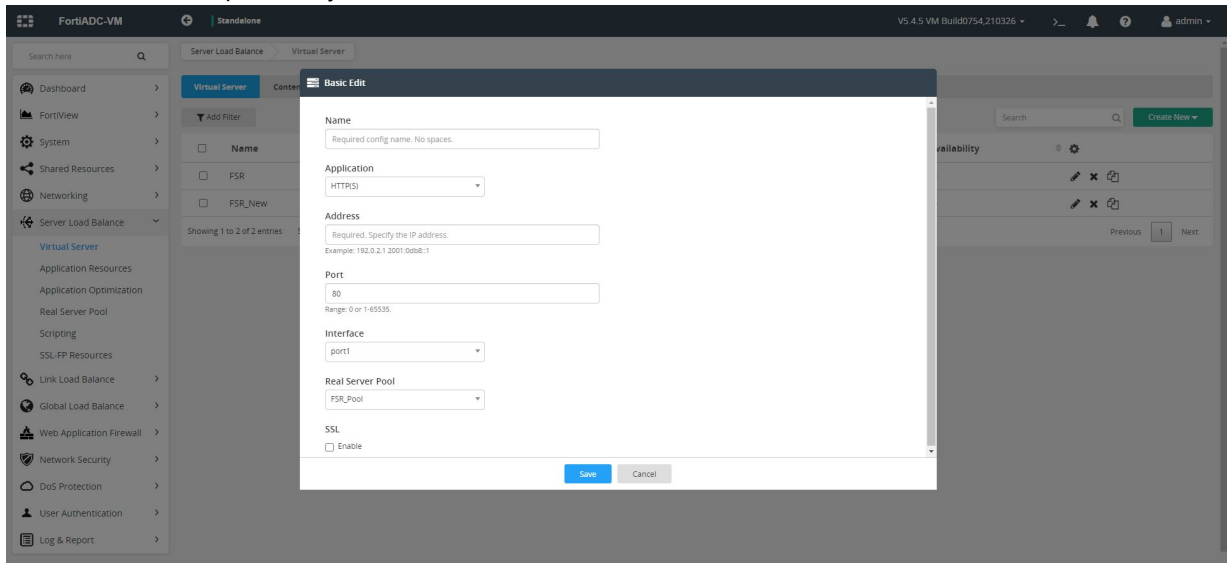 FortiADC-VM
Standalone
V5.4.5 VM Build0754,210326
>_
admin
Search here
Server Load Balance
Virtual Server
Dashboard
FortiView
System
Shared Resources
Networking
Server Load Balance
Virtual Server
Application Resources
Application Optimization
Real Server Pool
Scripting
SSL-FP Resources
Link Load Balance
Global Load Balance
Web Application Firewall
Network Security
DoS Protection
User Authentication
Log & Report
Virtual Server
Add Filter
Search
Create New
Name
FSR
FSR_New
Showing 1 to 2 of 2 entries
Previous 1 Next
Basic Edit
Name
Required config name. No spaces.
Application
HTTP(S)
Address
Required. Specify the IP address.
Example: 192.0.2.1 2001:0db8::1
Port
80
Range: 0 or 1-65535.
Interface
port1
Real Server Pool
FSR_Pool
SSL
Enable
Save
Cancel